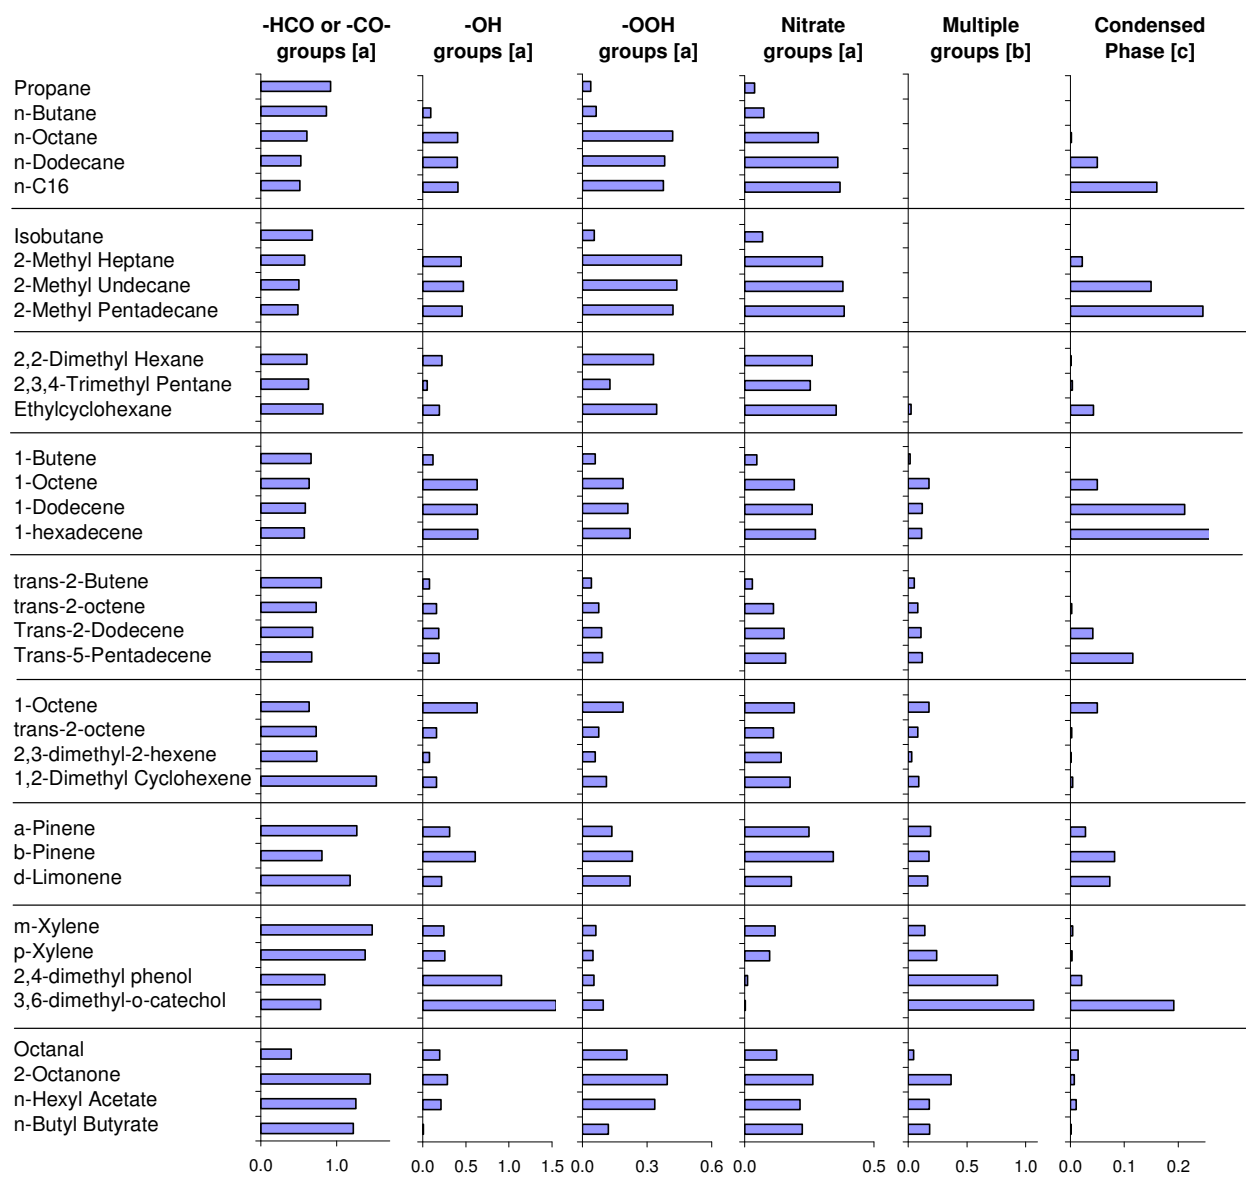 -HCO or -CO-
groups [a]
-OH
groups [a]
-OOH
groups [a]
Nitrate
groups [a]
Multiple
groups [b]
Condensed
Phase [c]
Propane
n-Butane
n-Octane
n-Dodecane
n-C16
Isobutane
2-Methyl Heptane
2-Methyl Undecane
2-Methyl Pentadecane
2,2-Dimethyl Hexane
2,3,4-Trimethyl Pentane
Ethylcyclohexane
1-Butene
1-Octene
1-Dodecene
1-hexadecene
trans-2-Butene
trans-2-octene
Trans-2-Dodecene
Trans-5-Pentadecene
1-Octene
trans-2-octene
2,3-dimethyl-2-hexene
1,2-Dimethyl Cyclohexene
a-Pinene
b-Pinene
d-Limonene
m-Xylene
p-Xylene
2,4-dimethyl phenol
3,6-dimethyl-o-catechol
Octanal
2-Octanone
n-Hexyl Acetate
n-Butyl Butyrate
0.0 1.0 0.0 0.5 1.0 1.5 0.0 0.3 0.6 0.0 0.5 0.0 0.5 1.0 0.0 0.1 0.2